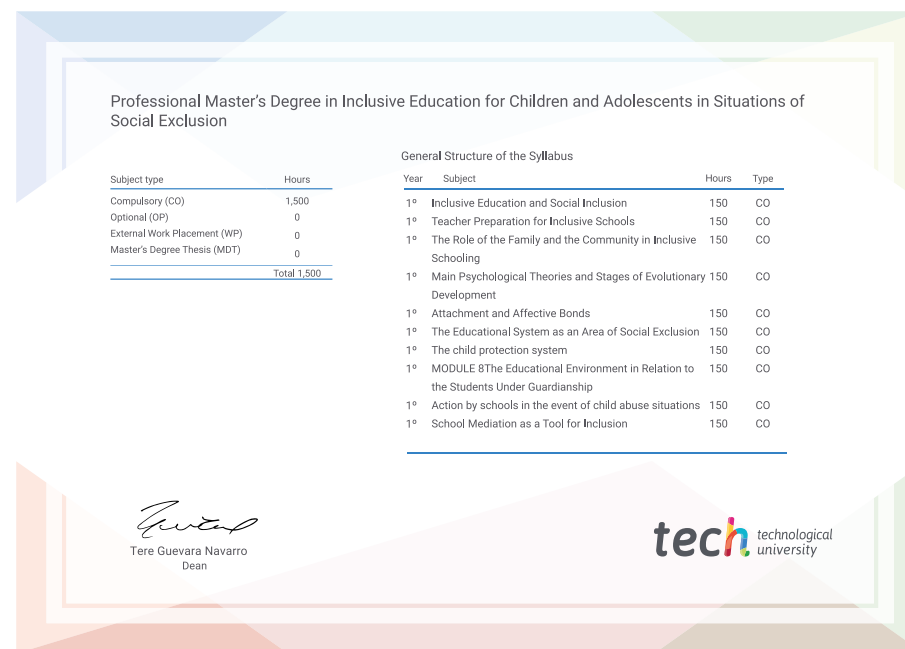 Professional Master’s Degree in Inclusive Education for Children and Adolescents in Situations of
Social Exclusion
General Structure of the Syllabus
Subject type Hours
Compulsory (CO) 1,500
Optional (OP) 0
External Work Placement (WP) 0
Master’s Degree Thesis (MDT) 0
Total 1,500
Year Subject Hours Type
1º Inclusive Education and Social Inclusion 150 CO
1º Teacher Preparation for Inclusive Schools 150 CO
1º The Role of the Family and the Community in Inclusive 150 CO
Schooling
1º Main Psychological Theories and Stages of Evolutionary 150 CO
Development
1º Attachment and Affective Bonds 150 CO
1º The Educational System as an Area of Social Exclusion 150 CO
1º The child protection system 150 CO
1º MODULE 8The Educational Environment in Relation to 150 CO
the Students Under Guardianship
1º Action by schools in the event of child abuse situations 150 CO
1º School Mediation as a Tool for Inclusion 150 CO
Tere Guevara Navarro
Dean
tech technological
university